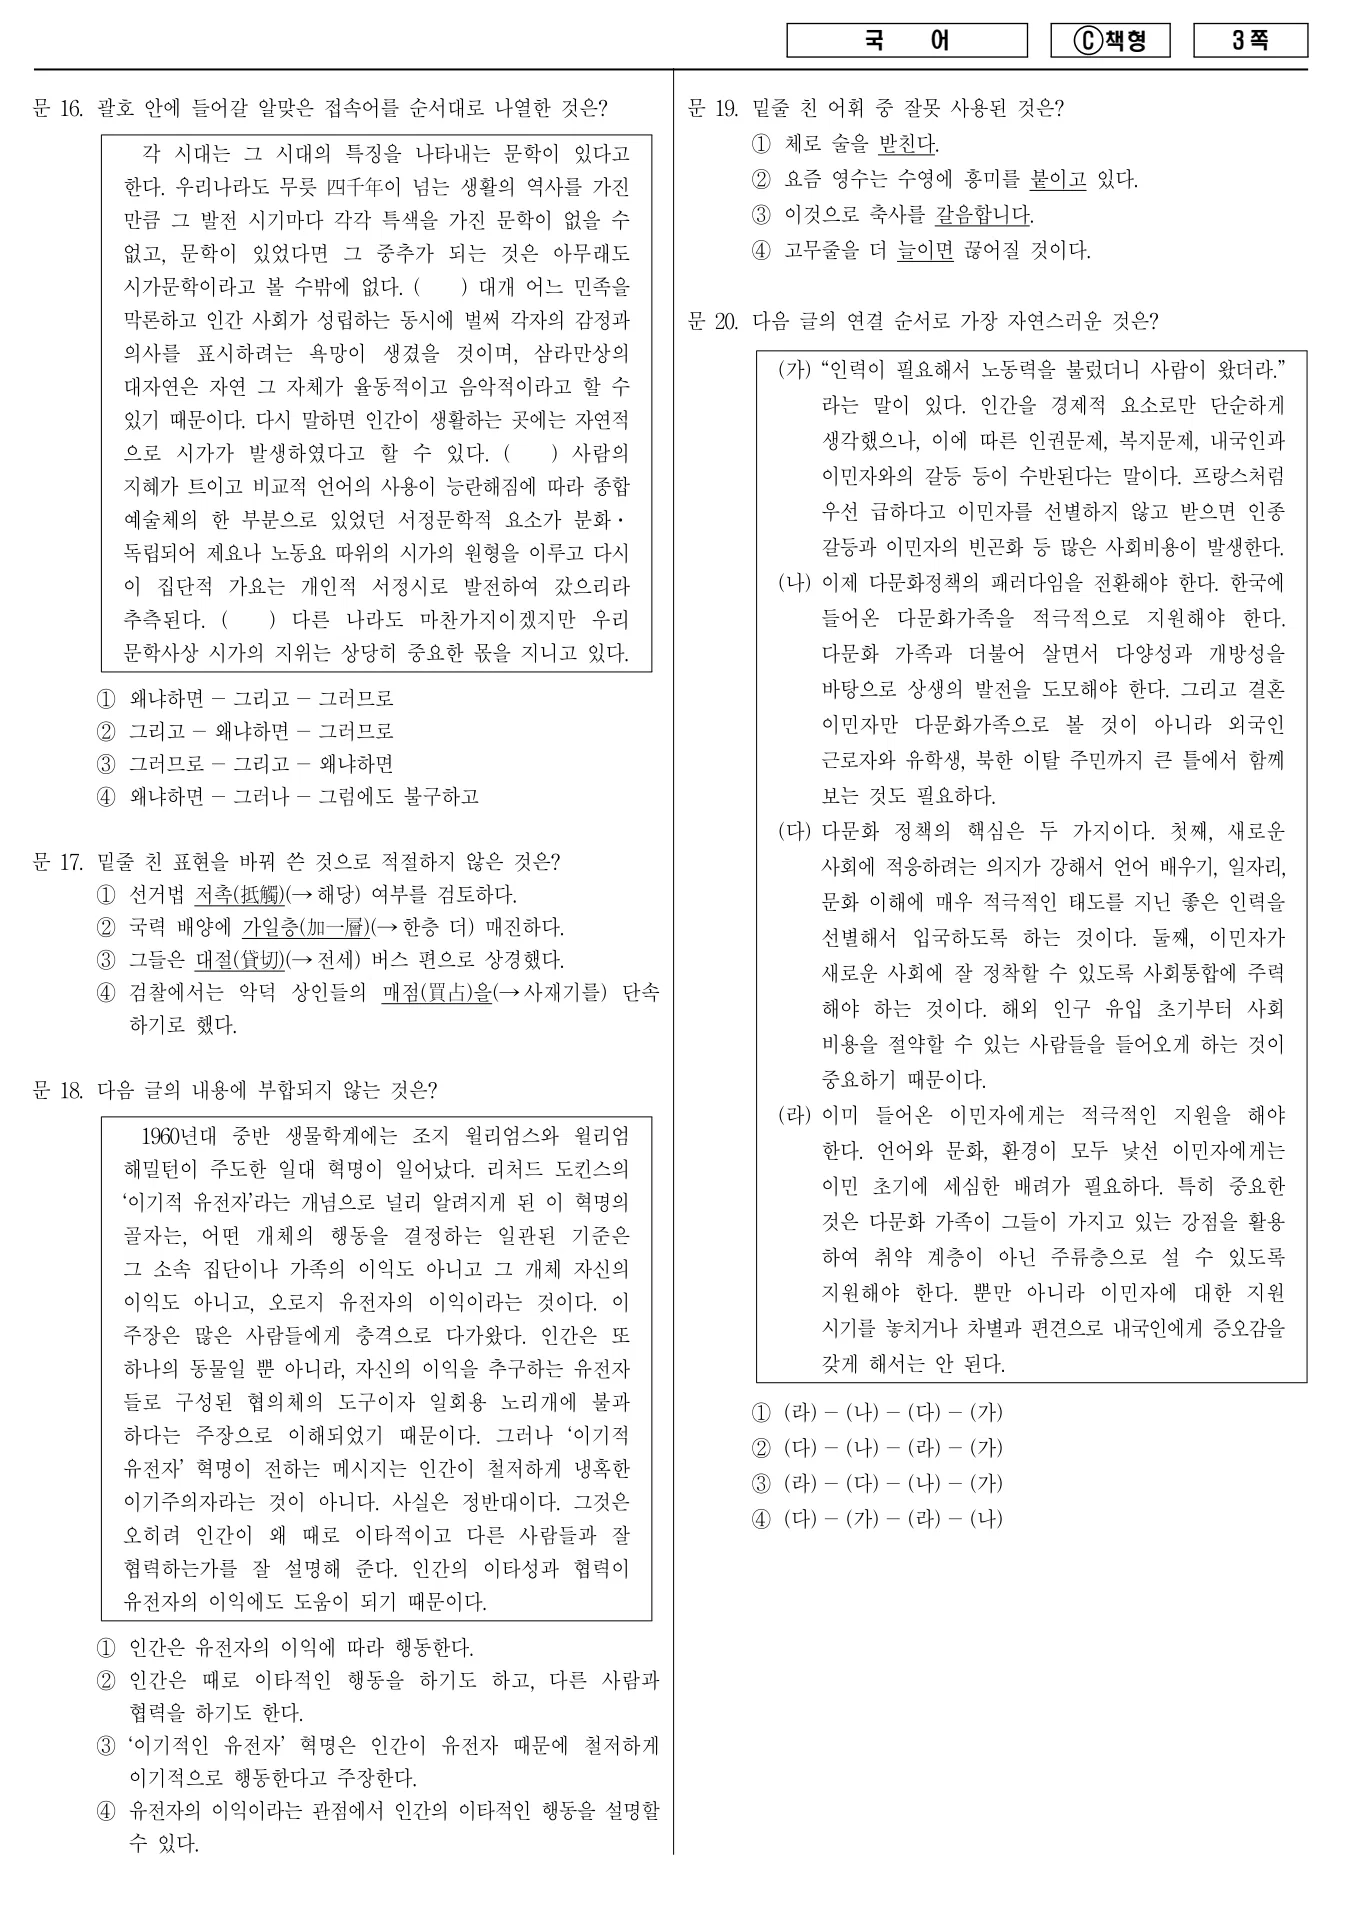 국 어
Ⓒ책형
3쪽
문 16. 괄호 안에 들어갈 알맞은 접속어를 순서대로 나열한 것은?
각 시대는 그 시대의 특징을 나타내는 문학이 있다고
한다. 우리나라도 무릇 四千年이 넘는 생활의 역사를 가진
만큼 그 발전 시기마다 각각 특색을 가진 문학이 없을 수
없고, 문학이 있었다면 그 중추가 되는 것은 아무래도
시가문학이라고 볼 수밖에 없다. (    ) 대개 어느 민족을
막론하고 인간 사회가 성립하는 동시에 벌써 각자의 감정과
의사를 표시하려는 욕망이 생겼을 것이며, 삼라만상의
대자연은 자연 그 자체가 율동적이고 음악적이라고 할 수
있기 때문이다. 다시 말하면 인간이 생활하는 곳에는 자연적
으로 시가가 발생하였다고 할 수 있다. (    ) 사람의
지혜가 트이고 비교적 언어의 사용이 능란해짐에 따라 종합
예술체의 한 부분으로 있었던 서정문학적 요소가 분화·
독립되어 제요나 노동요 따위의 시가의 원형을 이루고 다시
이 집단적 가요는 개인적 서정시로 발전하여 갔으리라
추측된다. (    ) 다른 나라도 마찬가지이겠지만 우리
문학사상 시가의 지위는 상당히 중요한 몫을 지니고 있다.
① 왜냐하면 - 그리고 - 그러므로
② 그리고 - 왜냐하면 - 그러므로
③ 그러므로 - 그리고 - 왜냐하면
④ 왜냐하면 - 그러나 - 그럼에도 불구하고
문 17. 밑줄 친 표현을 바꿔 쓴 것으로 적절하지 않은 것은?
① 선거법 저촉(抵觸)(→해당) 여부를 검토하다.
② 국력 배양에 가일층(加一層)(→한층 더) 매진하다.
③ 그들은 대절(貸切)(→전세) 버스 편으로 상경했다.
④ 검찰에서는 악덕 상인들의 매점(買占)을(→사재기를) 단속
하기로 했다.
문 18. 다음 글의 내용에 부합되지 않는 것은?
1960년대 중반 생물학계에는 조지 윌리엄스와 윌리엄
해밀턴이 주도한 일대 혁명이 일어났다. 리처드 도킨스의
‘이기적 유전자’라는 개념으로 널리 알려지게 된 이 혁명의
골자는, 어떤 개체의 행동을 결정하는 일관된 기준은
그 소속 집단이나 가족의 이익도 아니고 그 개체 자신의
이익도 아니고, 오로지 유전자의 이익이라는 것이다. 이
주장은 많은 사람들에게 충격으로 다가왔다. 인간은 또
하나의 동물일 뿐 아니라, 자신의 이익을 추구하는 유전자
들로 구성된 협의체의 도구이자 일회용 노리개에 불과
하다는 주장으로 이해되었기 때문이다. 그러나 ‘이기적
유전자’ 혁명이 전하는 메시지는 인간이 철저하게 냉혹한
이기주의자라는 것이 아니다. 사실은 정반대이다. 그것은
오히려 인간이 왜 때로 이타적이고 다른 사람들과 잘
협력하는가를 잘 설명해 준다. 인간의 이타성과 협력이
유전자의 이익에도 도움이 되기 때문이다.
① 인간은 유전자의 이익에 따라 행동한다.
② 인간은 때로 이타적인 행동을 하기도 하고, 다른 사람과
협력을 하기도 한다.
③ ‘이기적인 유전자’ 혁명은 인간이 유전자 때문에 철저하게
이기적으로 행동한다고 주장한다.
④ 유전자의 이익이라는 관점에서 인간의 이타적인 행동을 설명할
수 있다.
문 19. 밑줄 친 어휘 중 잘못 사용된 것은?
① 체로 술을 받친다.
② 요즘 영수는 수영에 흥미를 붙이고 있다.
③ 이것으로 축사를 갈음합니다.
④ 고무줄을 더 늘이면 끊어질 것이다.
문 20. 다음 글의 연결 순서로 가장 자연스러운 것은?
(가) “인력이 필요해서 노동력을 불렀더니 사람이 왔더라.”
라는 말이 있다. 인간을 경제적 요소로만 단순하게
생각했으나, 이에 따른 인권문제, 복지문제, 내국인과
이민자와의 갈등 등이 수반된다는 말이다. 프랑스처럼
우선 급하다고 이민자를 선별하지 않고 받으면 인종
갈등과 이민자의 빈곤화 등 많은 사회비용이 발생한다.
(나) 이제 다문화정책의 패러다임을 전환해야 한다. 한국에
들어온 다문화가족을 적극적으로 지원해야 한다.
다문화 가족과 더불어 살면서 다양성과 개방성을
바탕으로 상생의 발전을 도모해야 한다. 그리고 결혼
이민자만 다문화가족으로 볼 것이 아니라 외국인
근로자와 유학생, 북한 이탈 주민까지 큰 틀에서 함께
보는 것도 필요하다.
(다) 다문화 정책의 핵심은 두 가지이다. 첫째, 새로운
사회에 적응하려는 의지가 강해서 언어 배우기, 일자리,
문화 이해에 매우 적극적인 태도를 지닌 좋은 인력을
선별해서 입국하도록 하는 것이다. 둘째, 이민자가
새로운 사회에 잘 정착할 수 있도록 사회통합에 주력
해야 하는 것이다. 해외 인구 유입 초기부터 사회
비용을 절약할 수 있는 사람들을 들어오게 하는 것이
중요하기 때문이다.
(라) 이미 들어온 이민자에게는 적극적인 지원을 해야
한다. 언어와 문화, 환경이 모두 낯선 이민자에게는
이민 초기에 세심한 배려가 필요하다. 특히 중요한
것은 다문화 가족이 그들이 가지고 있는 강점을 활용
하여 취약 계층이 아닌 주류층으로 설 수 있도록
지원해야 한다. 뿐만 아니라 이민자에 대한 지원
시기를 놓치거나 차별과 편견으로 내국인에게 증오감을
갖게 해서는 안 된다.
① (라) - (나) - (다) - (가)
② (다) - (나) - (라) - (가)
③ (라) - (다) - (나) - (가)
④ (다) - (가) - (라) - (나)